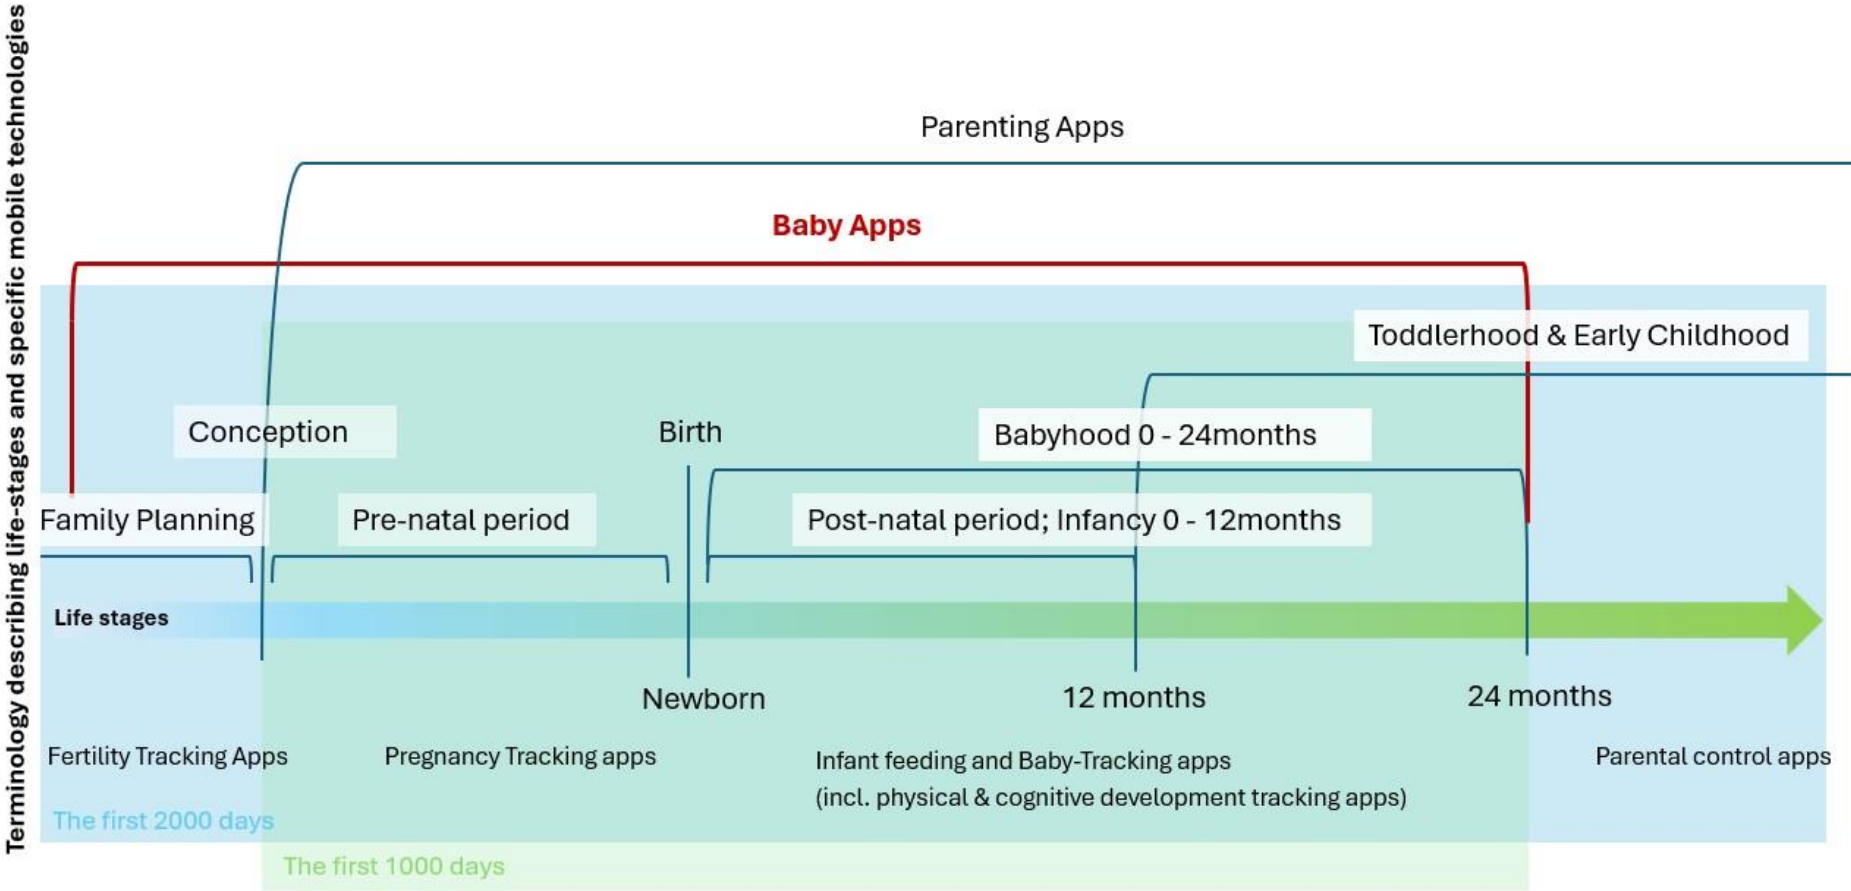 Terminology describing life-stages and specific mobile technologies
Parenting Apps
Baby Apps
Toddlerhood & Early Childhood
Conception
Birth
Babyhood 0 - 24months
Family Planning
Pre-natal period
Post-natal period; Infancy 0 - 12months
Life stages
Newborn
12 months
24 months
Fertility Tracking Apps
Pregnancy Tracking apps
Infant feeding and Baby-Tracking apps
(incl. physical & cognitive development tracking apps)
Parental control apps
The first 2000 days
The first 1000 days